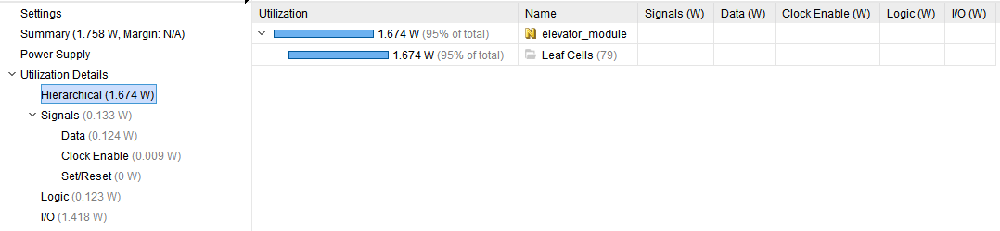 Settings
Summary (1.758 W, Margin: N/A)
Power Supply
Utilization Details
Hierarchical (1.674 W)
Signals (0.133 W)
Data (0.124 W)
Clock Enable (0.009 W)
Set/Reset (0 W)
Logic (0.123 W)
I/O (1.418 W)
Utilization Name Signals (W) Data (W) Clock Enable (W) Logic (W) I/O (W)
1.674 W (95% of total) elevator_module
1.674 W (95% of total) Leaf Cells (79)